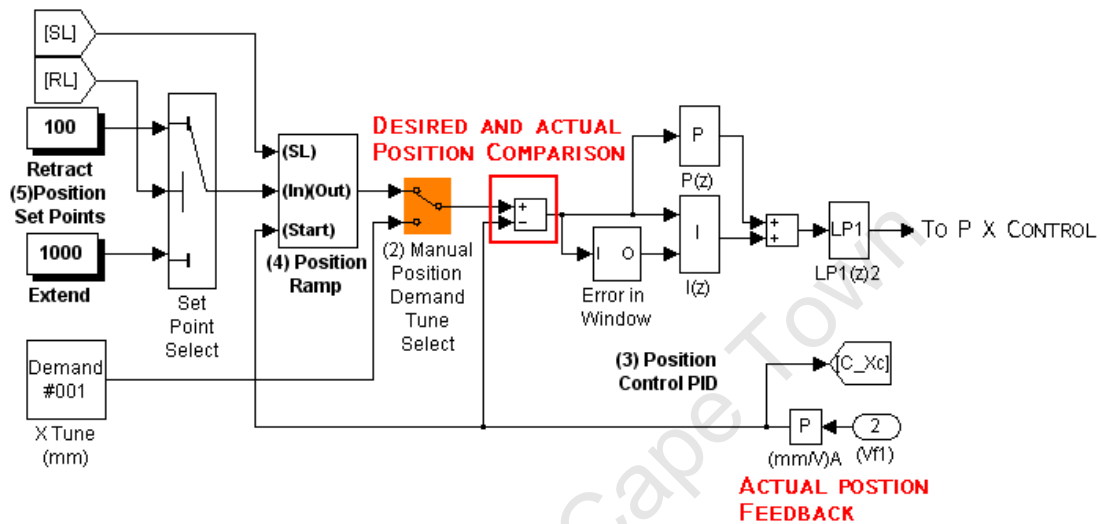 [SL]
[RL]
100
Retract
(5)Position
Set Points
1000
Extend
Set
Point
Select
Demand
#001
X Tune
(mm)
(SL)
(In)(Out)
(Start)
(4) Position
Ramp
DESIRED AND ACTUAL
POSITION COMPARISON
(2) Manual
Position
Demand
Tune
Select
+
−
I O
Error in
Window
P
P(z)
I
I(z)
+
+
LP1
LP1(z)2
TO P X CONTROL
(3) Position
Control PID
[C_Xc]
P
(mm/V)A
2
(Vf1)
ACTUAL POSTION
FEEDBACK
Cape Town